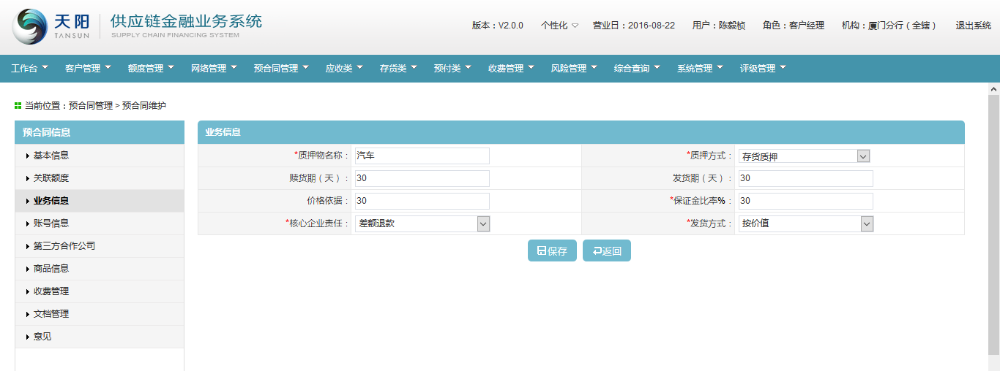 天阳 TANSUN 供应链金融业务系统 SUPPLY CHAIN FINANCING SYSTEM
版本：V2.0.0 个性化 营业日：2016-08-22 用户：陈毅桢 角色：客户经理 机构：厦门分行（全辖） 退出系统
工作台 客户管理 额度管理 网络管理 预合同管理 应收类 存货类 预付类 收费管理 风险管理 综合查询 系统管理 评级管理
当前位置：预合同管理 > 预合同维护
预合同信息
基本信息
关联额度
业务信息
账号信息
第三方合作公司
商品信息
收费管理
文档管理
意见
业务信息
*质押物名称： 汽车 *质押方式： 存货质押
赎货期（天）： 30 发货期（天）： 30
价格依据： 30 *保证金比率%： 30
*核心企业责任： 差额退款 *发货方式： 按价值
保存 返回